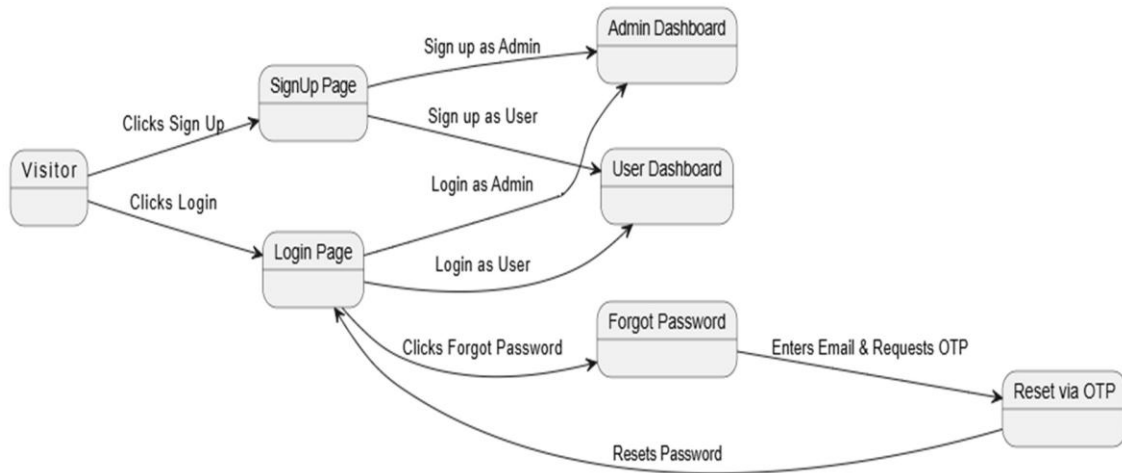 Admin Dashboard
Sign up as Admin
SignUp Page
Sign up as User
Clicks Sign Up
Visitor
User Dashboard
Login as Admin
Clicks Login
Login Page
Login as User
Forgot Password
Clicks Forgot Password
Enters Email & Requests OTP
Reset via OTP
Resets Password